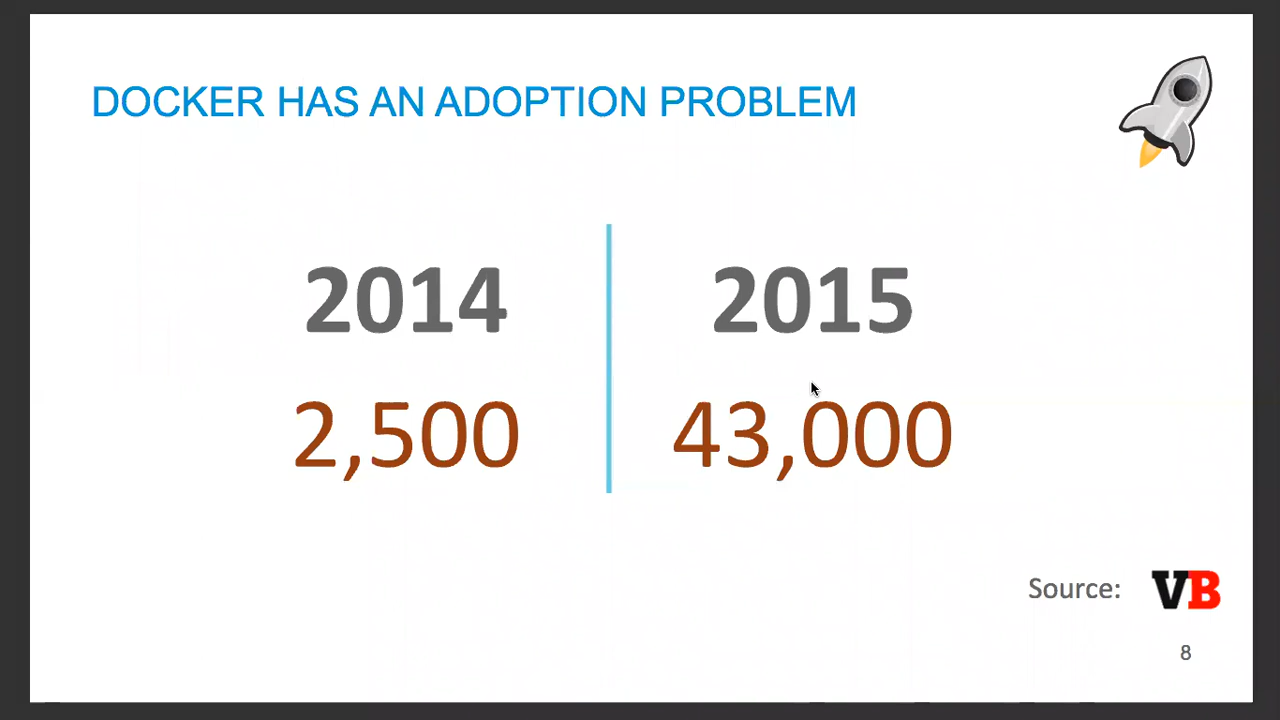 DOCKER HAS AN ADOPTION PROBLEM
2014 2015
2,500 43,000
Source: VB
8